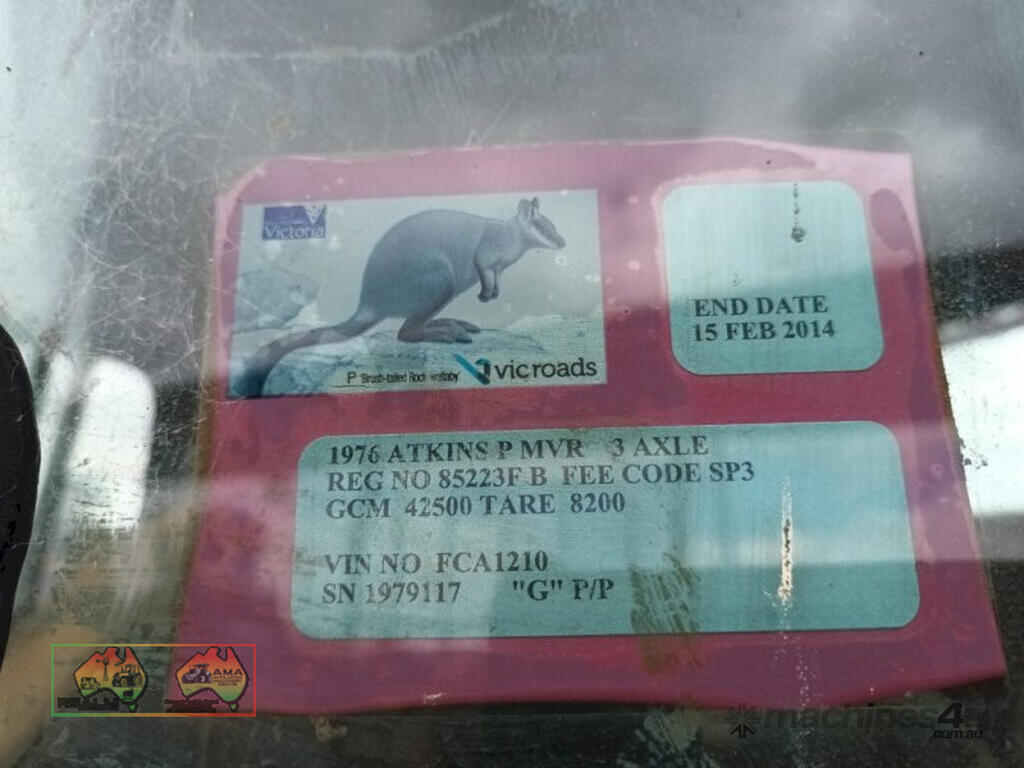 Victoria
P 'Brush-tailed Rock-wallaby'
vicroads
END DATE
15 FEB 2014
1976 ATKINS P MVR 3 AXLE
REG NO 85223F B FEE CODE SP3
GCM 42500 TARE 8200
VIN NO FCA1210
SN 1979117 "G" P/P
AMA
machines4u
.com.au